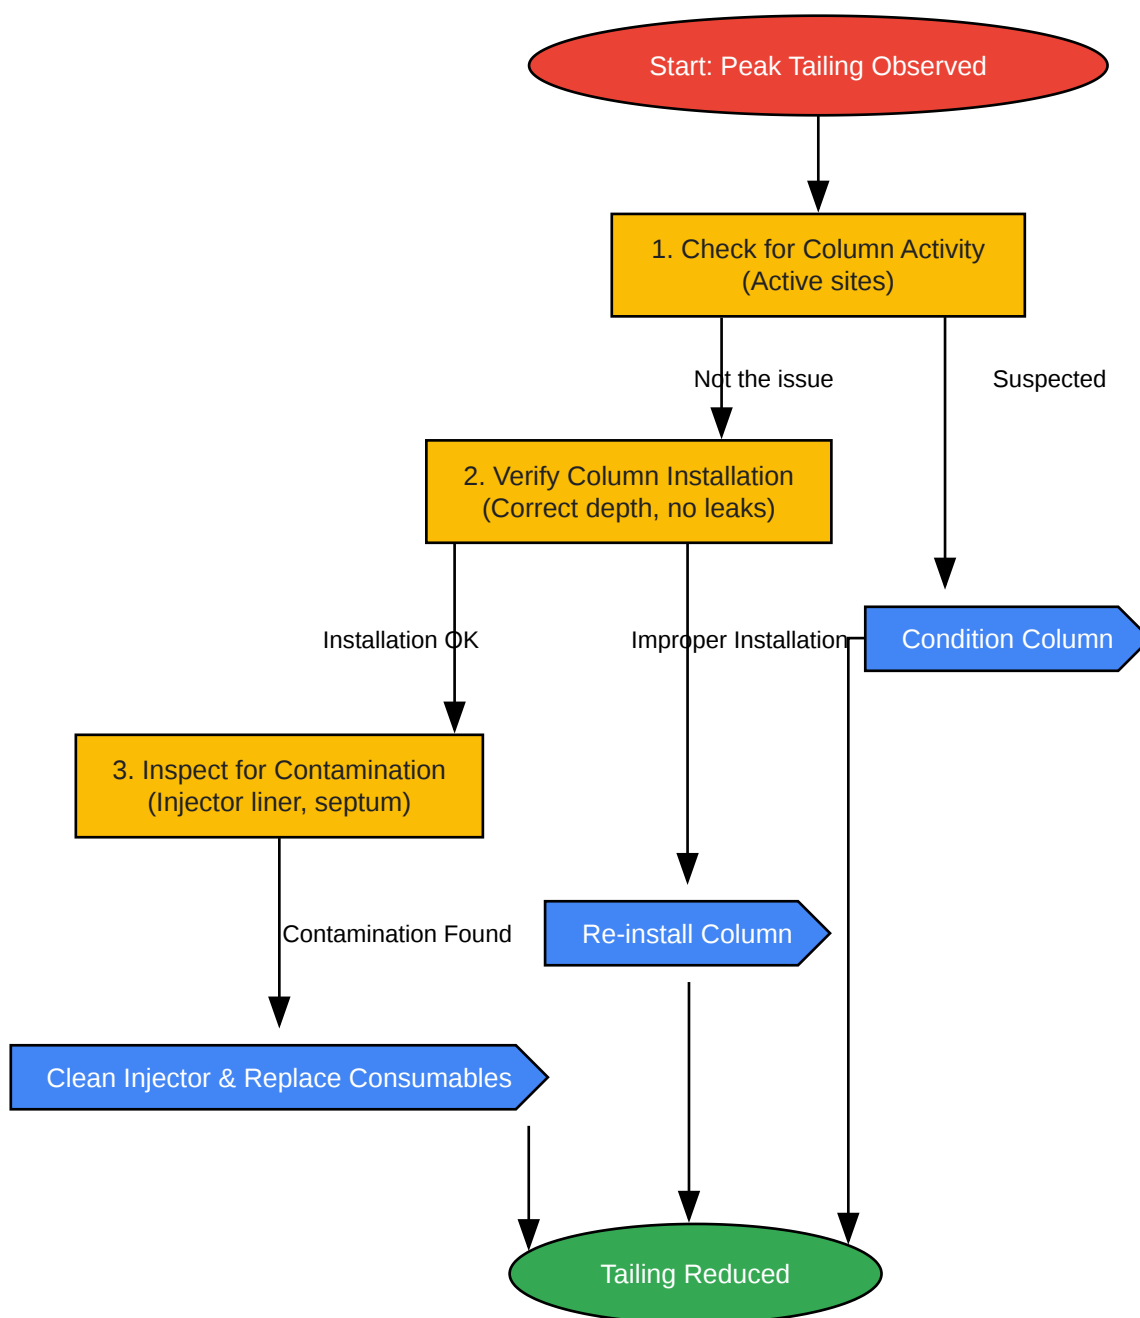 Start: Peak Tailing Observed
1. Check for Column Activity
(Active sites)
Not the issue
Suspected
2. Verify Column Installation
(Correct depth, no leaks)
Installation OK
Improper Installation
Condition Column
3. Inspect for Contamination
(Injector liner, septum)
Contamination Found
Re-install Column
Clean Injector & Replace Consumables
Tailing Reduced